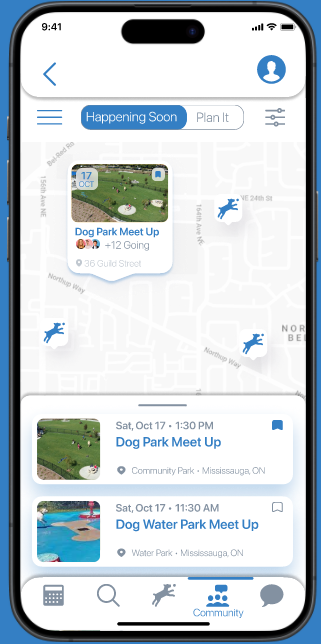 9:41
Happening Soon
Plan It
Bel-Red Rd
156th Ave NE
164th Ave NE
NE 24th St
17
OCT
Dog Park Meet Up
+12 Going
36 Guild Street
Northup Way
Northup Way
NOR
BEL
Sat, Oct 17 • 1:30 PM
Dog Park Meet Up
Community Park • Mississauga, ON
Sat, Oct 17 • 11:30 AM
Dog Water Park Meet Up
Water Park • Mississauga, ON
Community